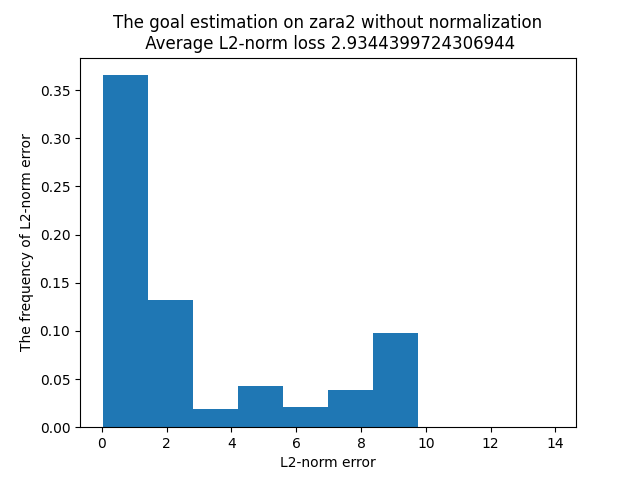 The goal estimation on zara2 without normalization
Average L2-norm loss 2.9344399724306944
The frequency of L2-norm error
0.35
0.30
0.25
0.20
0.15
0.10
0.05
0.00
0 2 4 6 8 10 12 14
L2-norm error